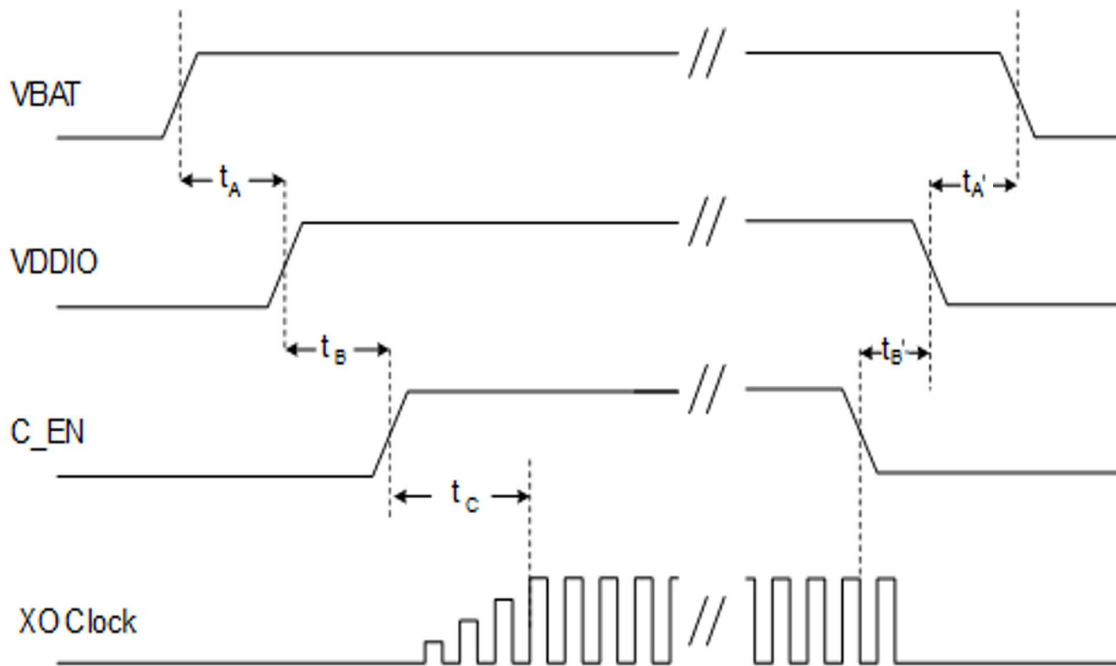 VBAT
tA
tA'
VDDIO
tB
tB'
C_EN
tC
XO Clock